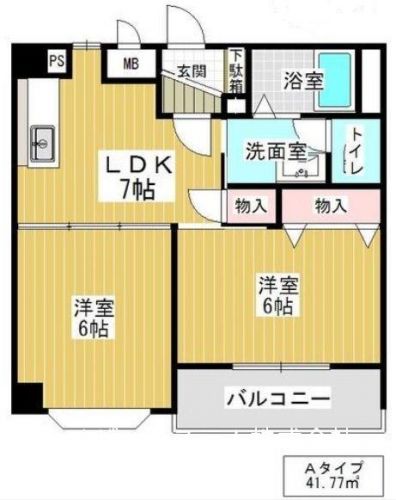 PS
MB
玄関
下駄箱
浴室
洗面室
トイレ
LDK
7帖
物入
物入
洋室
6帖
洋室
6帖
バルコニー
Aタイプ
41.77㎡